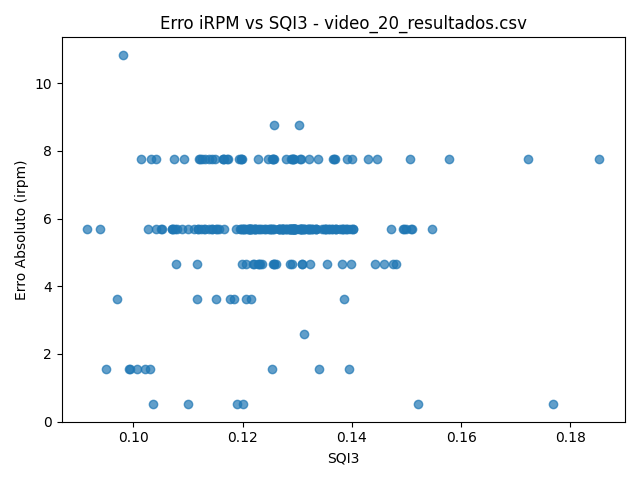 Erro iRPM vs SQI3 - video_20_resultados.csv
Erro Absoluto (irpm)
10
8
6
4
2
0
0.10 0.12 0.14 0.16 0.18
SQI3